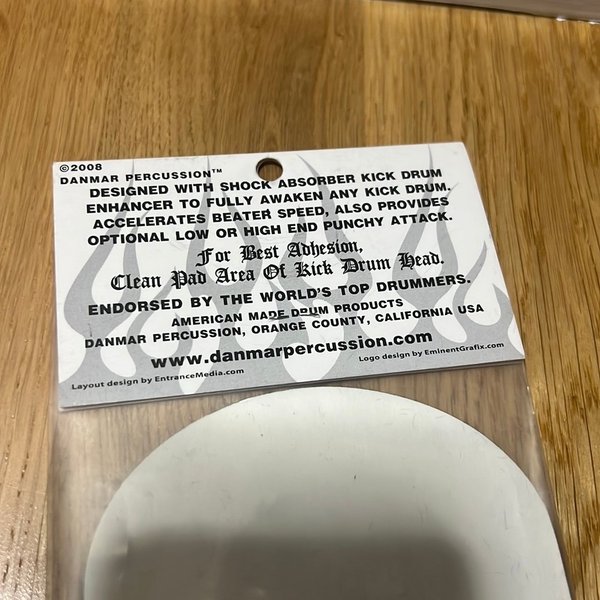 ©2008
DANMAR PERCUSSION™
DESIGNED WITH SHOCK ABSORBER KICK DRUM
ENHANCER TO FULLY AWAKEN ANY KICK DRUM.
ACCELERATES BEATER SPEED, ALSO PROVIDES
OPTIONAL LOW OR HIGH END PUNCHY ATTACK.
For Best Adhesion,
Clean Pad Area Of Kick Drum Head.
ENDORSED BY THE WORLD'S TOP DRUMMERS.
AMERICAN MADE DRUM PRODUCTS
DANMAR PERCUSSION, ORANGE COUNTY, CALIFORNIA USA
www.danmarpercussion.com
Layout design by EntranceMedia.com
Logo design by EminentGrafix.com